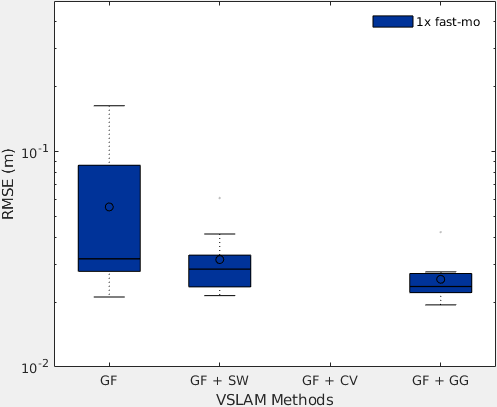 1x fast-mo
RMSE (m)
10^-1
10^-2
GF
GF + SW
GF + CV
GF + GG
VSLAM Methods